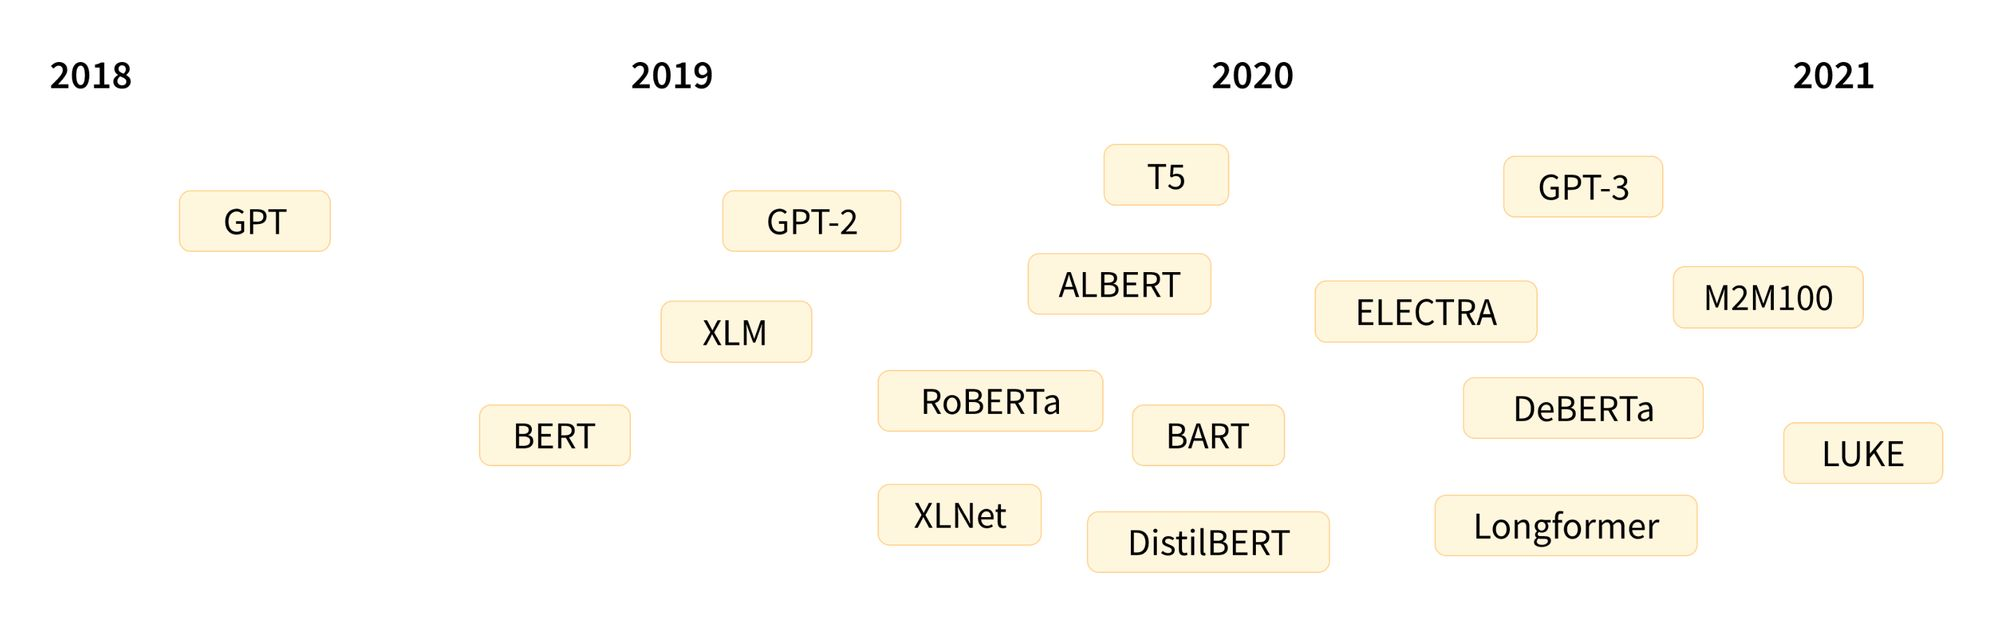 2018
2019
2020
2021
T5
GPT-3
GPT
GPT-2
ALBERT
M2M100
ELECTRA
XLM
RoBERTa
DeBERTa
BERT
BART
LUKE
XLNet
Longformer
DistilBERT